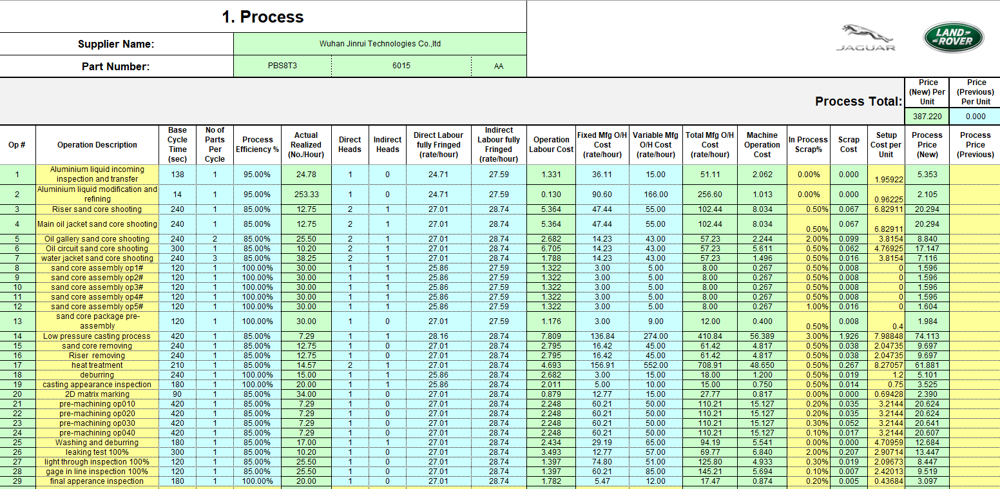 1. Process
Supplier Name: Wuhan Jinrui Technologies Co.,ltd
Part Number: PBS8T3 6015 AA
JAGUAR
LAND-
-ROVER
Process Total: Price (New) Per Unit Price (Previous) Per Unit
387.220 0.000
Op # Operation Description Base Cycle Time (sec) No of Parts Per Cycle Process Efficiency % Actual Realized (No./Hour) Direct Heads Indirect Heads Direct Labour fully Fringed (rate/hour) Indirect Labour fully Fringed (rate/hour) Operation Labour Cost Fixed Mfg O/H Cost (rate/hour) Variable Mfg O/H Cost (rate/hour) Total Mfg O/H Cost (rate/hour) Machine Operation Cost In Process Scrap% Scrap Cost Setup Cost per Unit Process Price (New) Process Price (Previous)
1 Aluminium liquid incoming inspection and transfer 138 1 95.00% 24.78 1 0 24.71 27.59 1.331 36.11 15.00 51.11 2.062 0.00% 0.000 1.95922 5.353
2 Aluminium liquid modification and refining 14 1 95.00% 253.33 1 0 24.71 27.59 0.130 90.60 166.00 256.60 1.013 0.00% 0.000 0.96225 2.105
3 Riser sand core shooting 240 1 85.00% 12.75 2 1 27.01 28.74 5.364 47.44 55.00 102.44 8.034 0.50% 0.067 6.82911 20.294
4 Main oil jacket sand core shooting 240 1 85.00% 12.75 2 1 27.01 28.74 5.364 47.44 55.00 102.44 8.034 0.50% 0.067 6.82911 20.294
5 Oil gallery sand core shooting 240 2 85.00% 25.50 2 1 27.01 28.74 2.682 14.23 43.00 57.23 2.244 2.00% 0.099 3.8154 8.840
6 Oil circuit sand core shooting 300 1 85.00% 10.20 2 1 27.01 28.74 6.705 14.23 43.00 57.23 5.611 0.50% 0.062 4.76925 17.147
7 water jacket sand core shooting 240 3 85.00% 38.25 2 1 27.01 28.74 1.788 14.23 43.00 57.23 1.496 0.50% 0.016 3.8154 7.116
8 sand core assembly op1# 120 1 100.00% 30.00 1 1 25.86 27.59 1.322 3.00 5.00 8.00 0.267 0.50% 0.008 0 1.596
9 sand core assembly op2# 120 1 100.00% 30.00 1 1 25.86 27.59 1.322 3.00 5.00 8.00 0.267 0.50% 0.008 0 1.596
10 sand core assembly op3# 120 1 100.00% 30.00 1 1 25.86 27.59 1.322 3.00 5.00 8.00 0.267 0.50% 0.008 0 1.596
11 sand core assembly op4# 120 1 100.00% 30.00 1 1 25.86 27.59 1.322 3.00 5.00 8.00 0.267 0.50% 0.008 0 1.596
12 sand core assembly op5# 120 1 100.00% 30.00 1 1 25.86 27.59 1.322 3.00 5.00 8.00 0.267 1.00% 0.016 0 1.604
13 sand core package pre-assembly 120 1 100.00% 30.00 1 0 27.01 27.59 1.176 3.00 9.00 12.00 0.400 0.50% 0.008 0.4 1.984
14 Low pressure casting process 420 1 85.00% 7.29 1 1 28.16 28.74 7.809 136.84 274.00 410.84 56.389 3.00% 1.926 7.98848 74.113
15 sand core removing 240 1 85.00% 12.75 1 0 27.01 28.74 2.795 16.42 45.00 61.42 4.817 0.50% 0.038 2.04735 9.697
16 Riser removing 240 1 85.00% 12.75 1 0 27.01 28.74 2.795 16.42 45.00 61.42 4.817 0.50% 0.038 2.04735 9.697
17 heat treatment 210 1 85.00% 14.57 2 1 27.01 28.74 4.693 156.91 552.00 708.91 48.650 0.50% 0.267 8.27057 61.881
18 deburring 240 1 100.00% 15.00 1 1 25.86 28.74 2.682 3.00 15.00 18.00 1.200 0.50% 0.019 1.2 5.101
19 casting appearance inspection 180 1 100.00% 20.00 1 1 25.86 28.74 2.011 5.00 10.00 15.00 0.750 0.50% 0.014 0.75 3.525
20 2D matrix marking 90 1 85.00% 34.00 1 0 27.01 28.74 0.879 12.77 15.00 27.77 0.817 0.00% 0.000 0.69428 2.390
21 pre-machining op010 420 1 85.00% 7.29 1 0 27.01 28.74 2.248 60.21 50.00 110.21 15.127 0.20% 0.035 3.2144 20.624
22 pre-machining op020 420 1 85.00% 7.29 1 0 27.01 28.74 2.248 60.21 50.00 110.21 15.127 0.20% 0.035 3.2144 20.624
23 pre-machining op030 420 1 85.00% 7.29 1 0 27.01 28.74 2.248 60.21 50.00 110.21 15.127 0.30% 0.052 3.2144 20.641
24 pre-machining op040 420 1 85.00% 7.29 1 0 27.01 28.74 2.248 60.21 50.00 110.21 15.127 0.10% 0.017 3.2144 20.607
25 Washing and deburring 180 1 85.00% 17.00 1 1 27.01 28.74 2.434 29.19 65.00 94.19 5.541 0.00% 0.000 4.70959 12.684
26 leaking test 100% 300 1 85.00% 10.20 1 0 27.01 28.74 3.493 12.77 57.00 69.77 6.840 2.00% 0.207 2.90714 13.447
27 light through inspection 100% 120 1 85.00% 25.50 1 0 27.01 28.74 1.397 74.80 51.00 125.80 4.933 0.30% 0.019 2.09673 8.447
28 gage in line inspection 100% 120 1 85.00% 25.50 1 0 27.01 28.74 1.397 60.21 85.00 145.21 5.694 0.10% 0.007 2.42013 9.519
29 final apperance inspection 180 1 100.00% 20.00 1 0 27.01 28.74 1.782 5.47 12.00 17.47 0.874 0.20% 0.005 0.43684 3.097